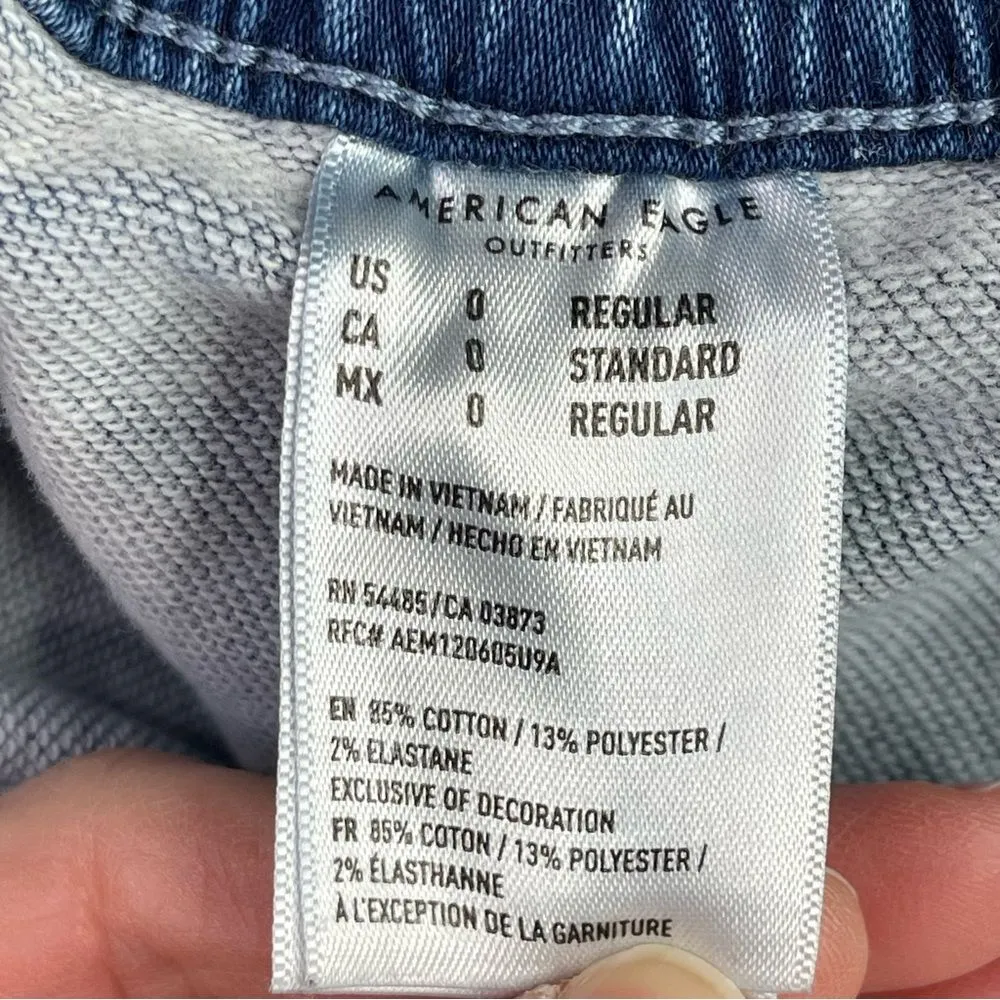 AMERICAN EAGLE
OUTFITTERS
US 0 REGULAR
CA 0 STANDARD
MX 0 REGULAR
MADE IN VIETNAM / FABRIQUÉ AU
VIETNAM / HECHO EN VIETNAM
RN 54485/CA 03873
RFC# AEM120605U9A
EN 85% COTTON / 13% POLYESTER /
2% ELASTANE
EXCLUSIVE OF DECORATION
FR 85% COTON / 13% POLYESTER /
2% ÉLASTHANNE
À L'EXCEPTION DE LA GARNITURE